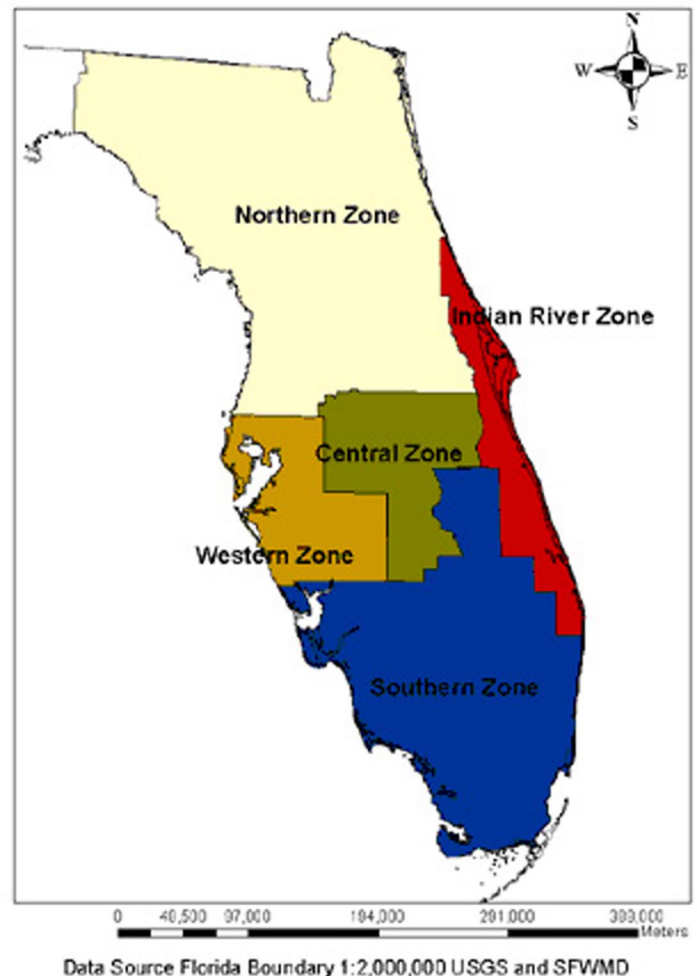 N
W E
S
Northern Zone
Indian River Zone
Central Zone
Western Zone
Southern Zone
0 48,500 97,000 194,000 291,000 388,000
Meters
Data Source Florida Boundary 1:2,000,000 USGS and SFWMD